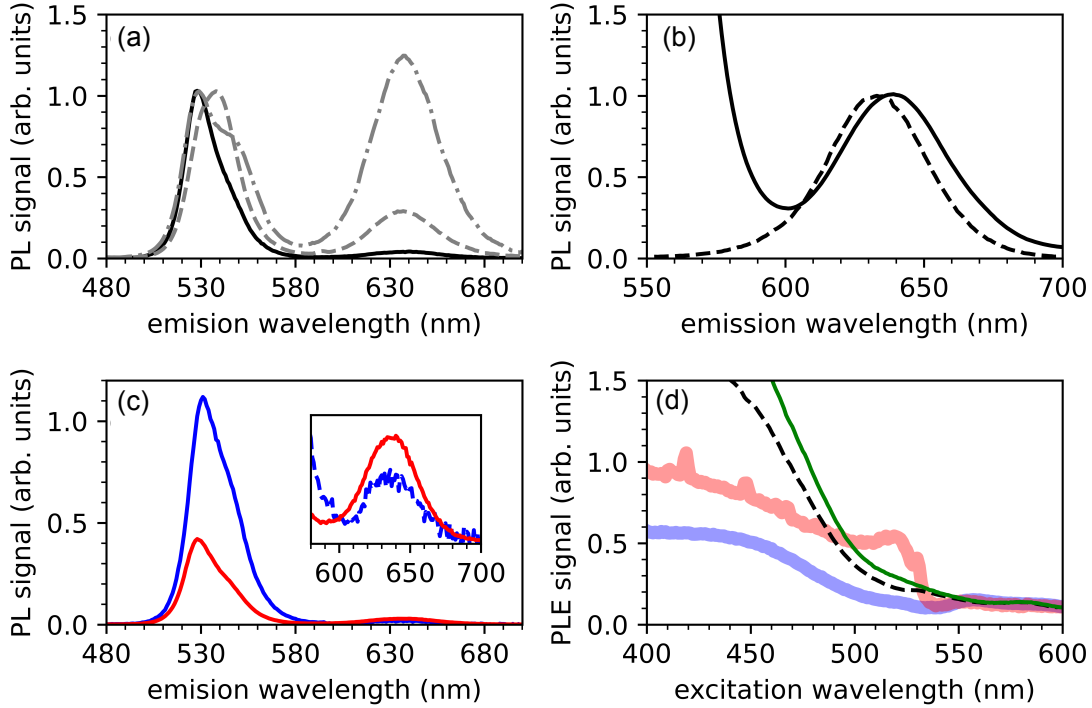 (a)
1.5
1.0
0.5
0.0
PL signal (arb. units)
480 530 580 630 680
emision wavelength (nm)
(b)
1.5
1.0
0.5
0.0
PL signal (arb. units)
550 600 650 700
emission wavelength (nm)
(c)
1.0
0.5
0.0
PL signal (arb. units)
600 650 700
480 530 580 630 680
emision wavelength (nm)
(d)
1.5
1.0
0.5
0.0
PLE signal (arb. units)
400 450 500 550 600
excitation wavelength (nm)